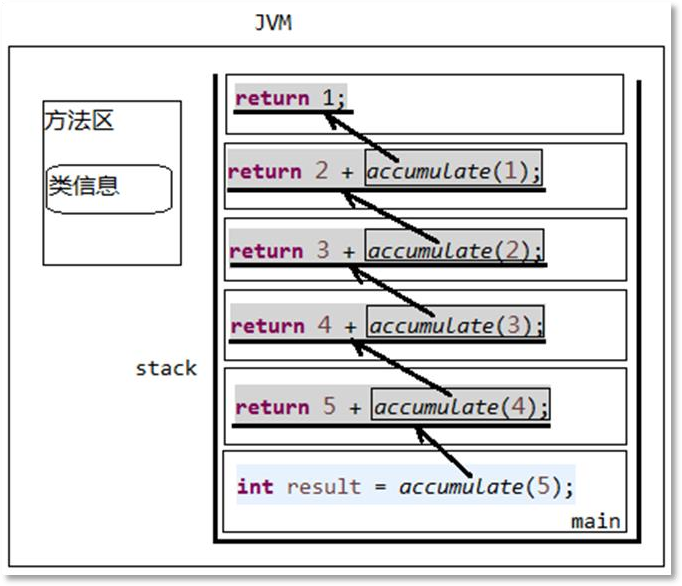 JVM
方法区
类信息
stack
return 1;
return 2 + accumulate(1);
return 3 + accumulate(2);
return 4 + accumulate(3);
return 5 + accumulate(4);
int result = accumulate(5);
main